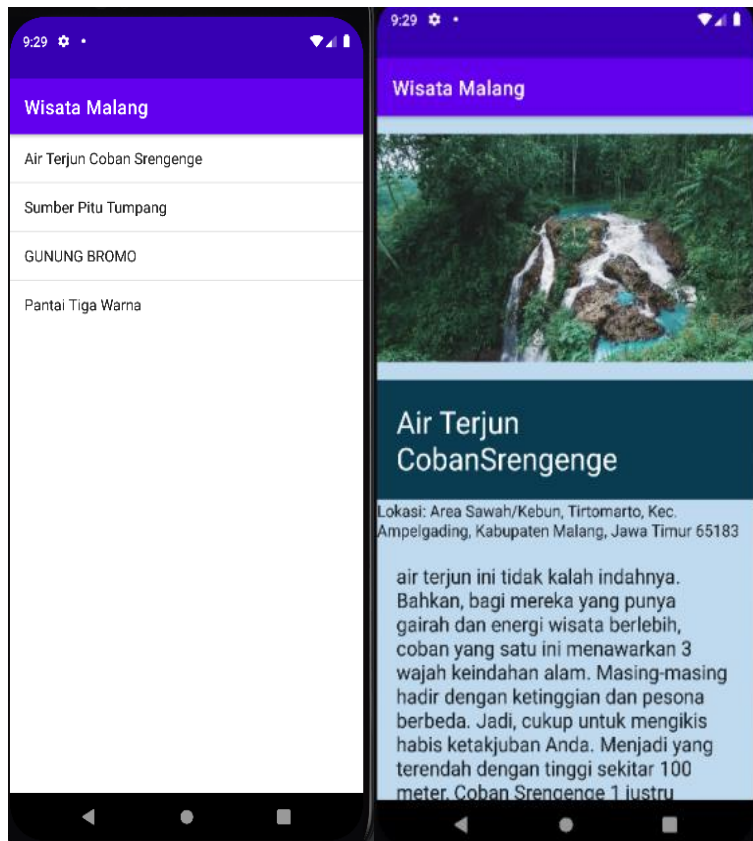 9:29
Wisata Malang
Air Terjun Coban Srengenge
Sumber Pitu Tumpang
GUNUNG BROMO
Pantai Tiga Warna
9:29
Wisata Malang
Air Terjun
CobanSrengenge
Lokasi: Area Sawah/Kebun, Tirtomarto, Kec.
Ampelgading, Kabupaten Malang, Jawa Timur 65183
air terjun ini tidak kalah indahnya.
Bahkan, bagi mereka yang punya
gairah dan energi wisata berlebih,
coban yang satu ini menawarkan 3
wajah keindahan alam. Masing-masing
hadir dengan ketinggian dan pesona
berbeda. Jadi, cukup untuk mengikis
habis ketakjuban Anda. Menjadi yang
terendah dengan tinggi sekitar 100
meter, Coban Srengenge 1 justru